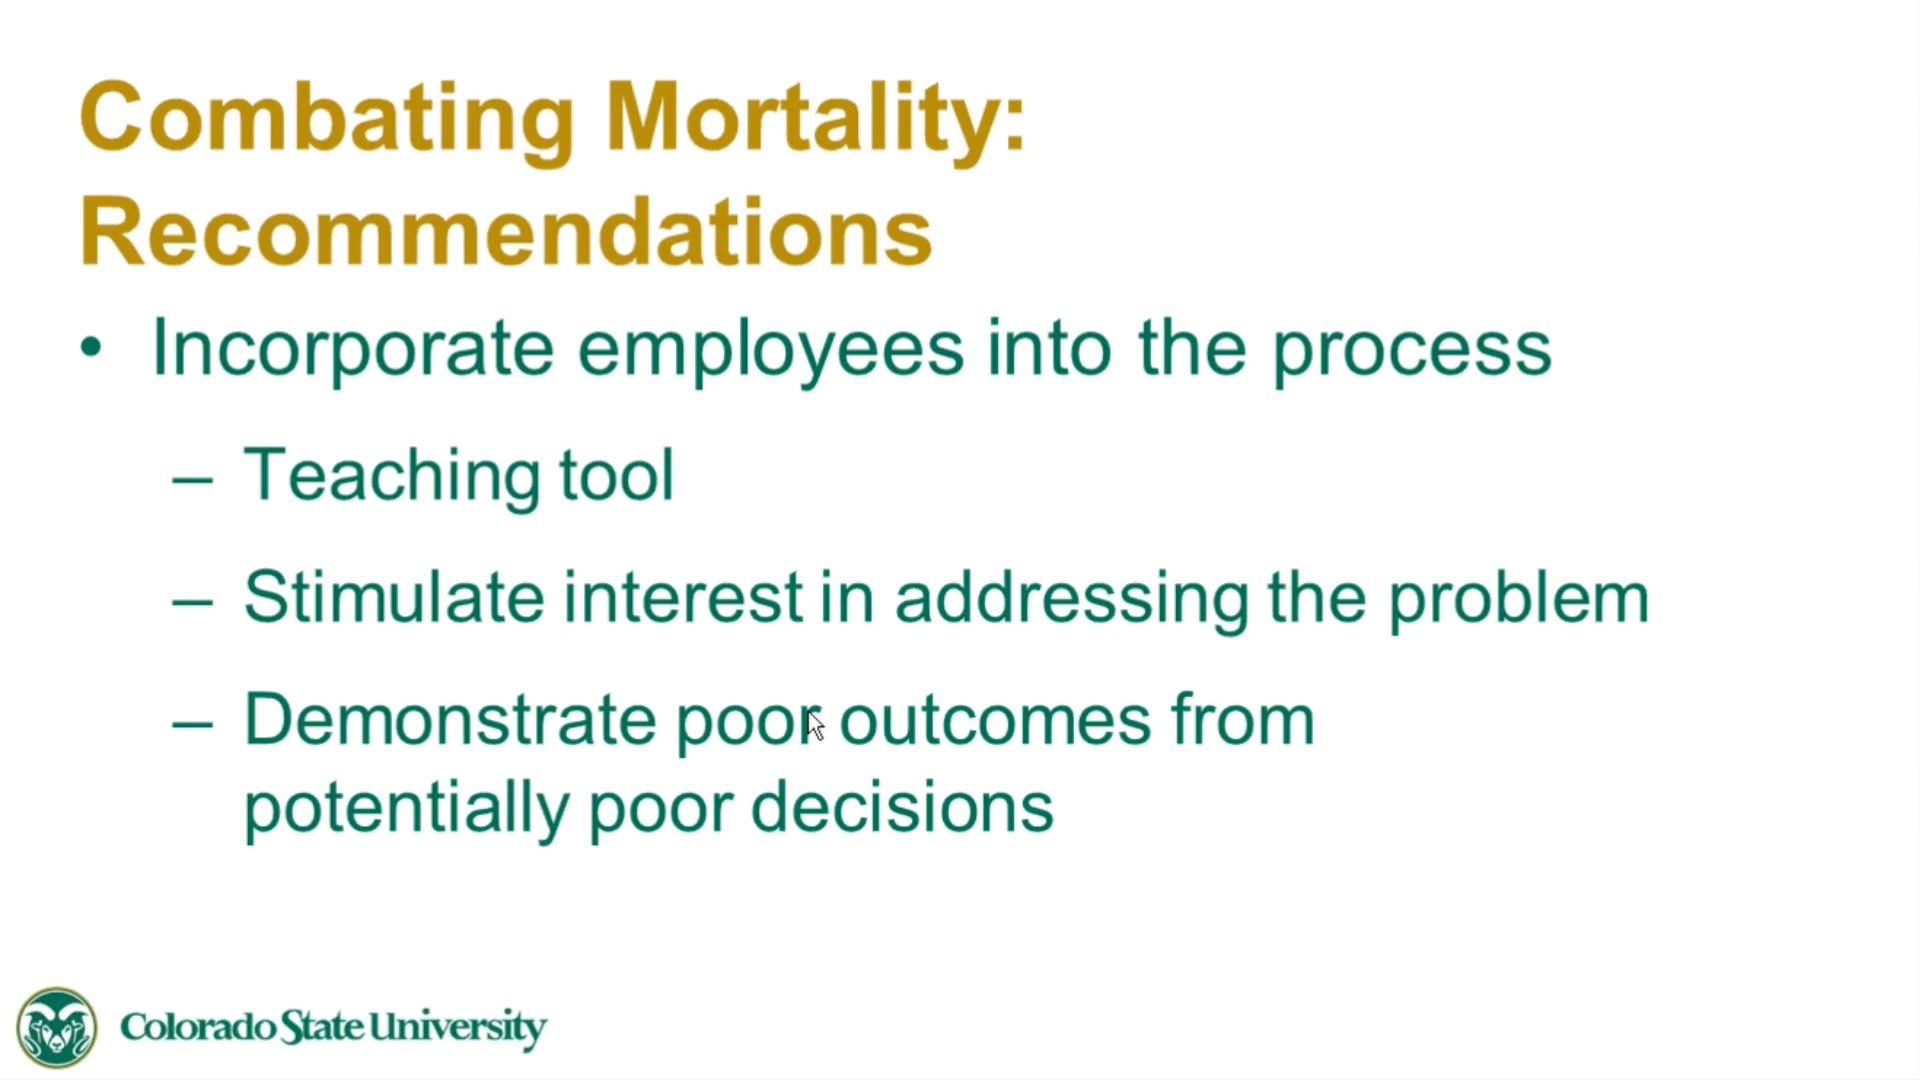 Combating Mortality:
Recommendations
• Incorporate employees into the process
– Teaching tool
– Stimulate interest in addressing the problem
– Demonstrate poor outcomes from
potentially poor decisions
Colorado State University